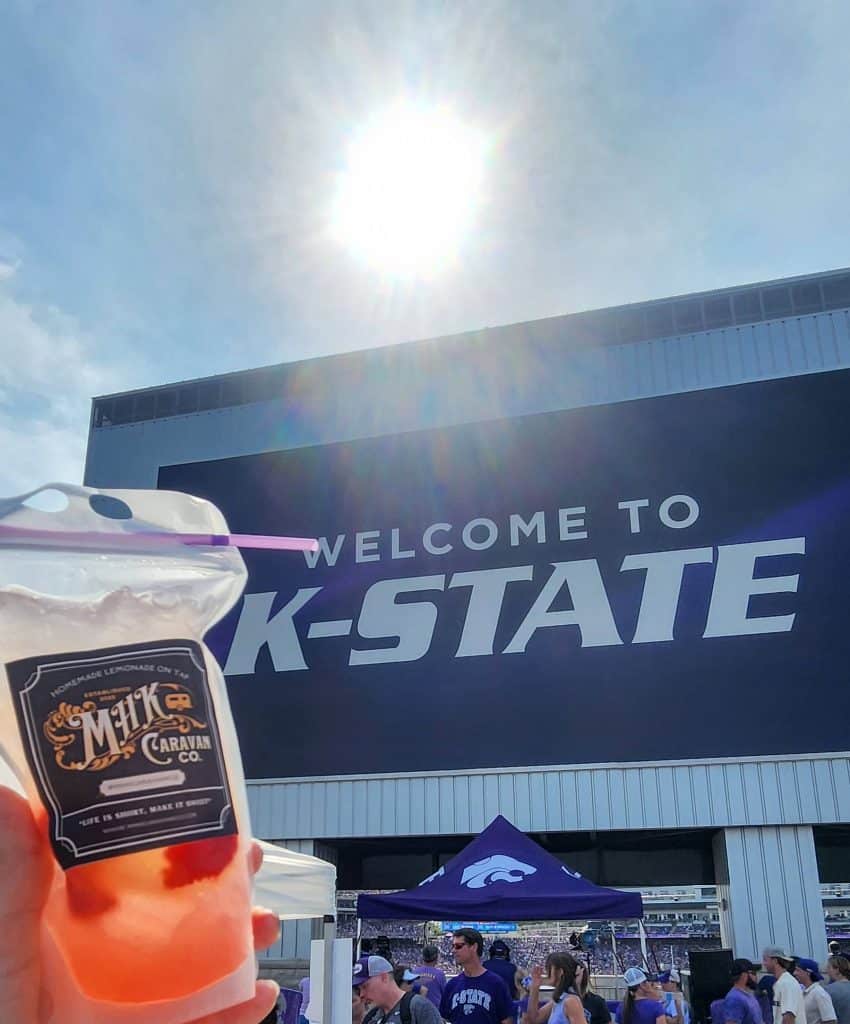 WELCOME TO
K-STATE
HOMEMADE LEMONADE ON TAP
ESTABLISHED
MHK
CARAVAN
CO.
"LIFE IS SHORT, MAKE IT SWEET"
K-STATE